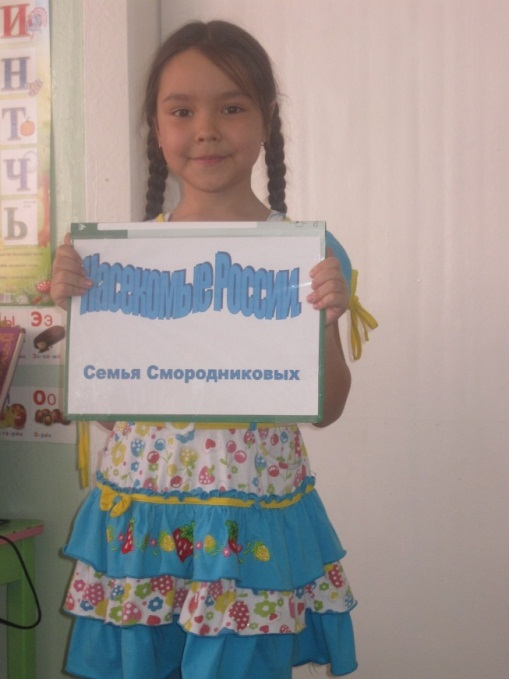 И
Н
Т
Ч
Ь
Ээ
Оо
Насекомые России
Семья Смородниковых